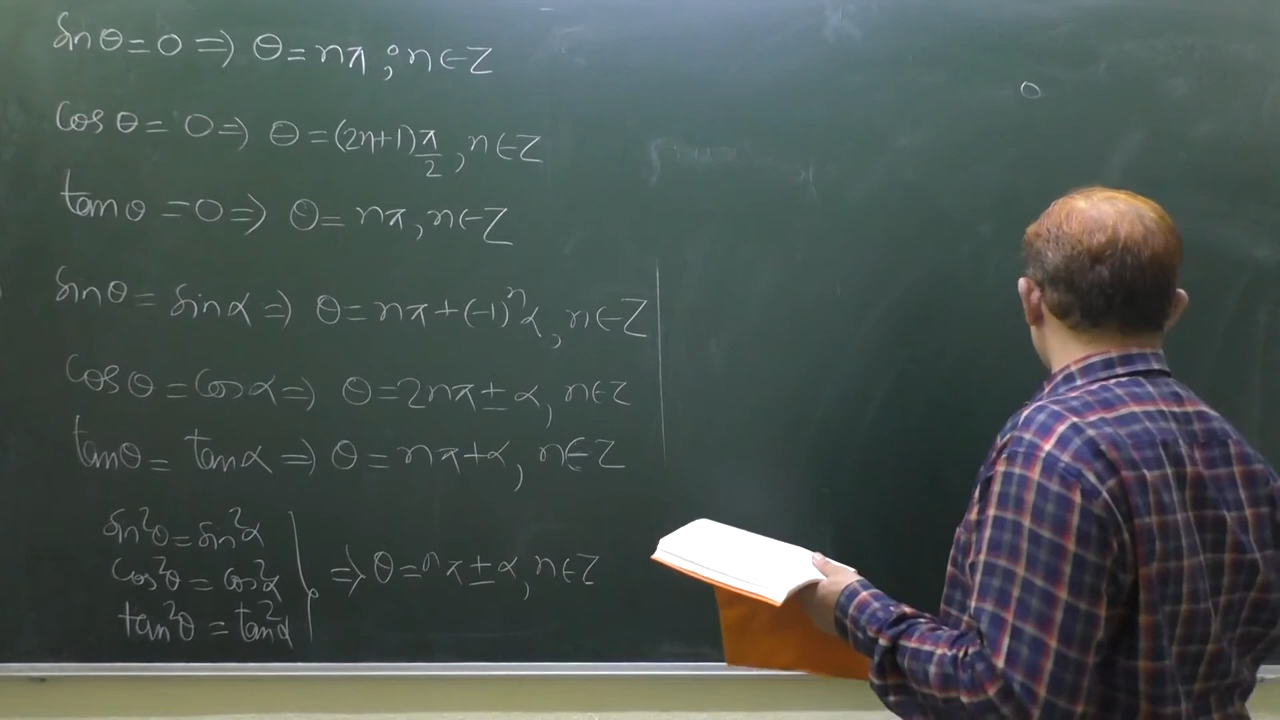 sinθ = 0 ⇒ θ = nπ ; n ∈ Z
cos θ = 0 ⇒ θ = (2n+1)π/2, n ∈ Z
tanθ = 0 ⇒ θ = nπ, n ∈ Z
sinθ = sinα ⇒ θ = nπ + (-1)ⁿα, n ∈ Z
cosθ = cosα ⇒ θ = 2nπ ± α, n ∈ Z
tanθ = tanα ⇒ θ = nπ + α, n ∈ Z
sin²θ = sin²α
cos²θ = cos²α } ⇒ θ = nπ ± α, n ∈ Z
tan²θ = tan²α